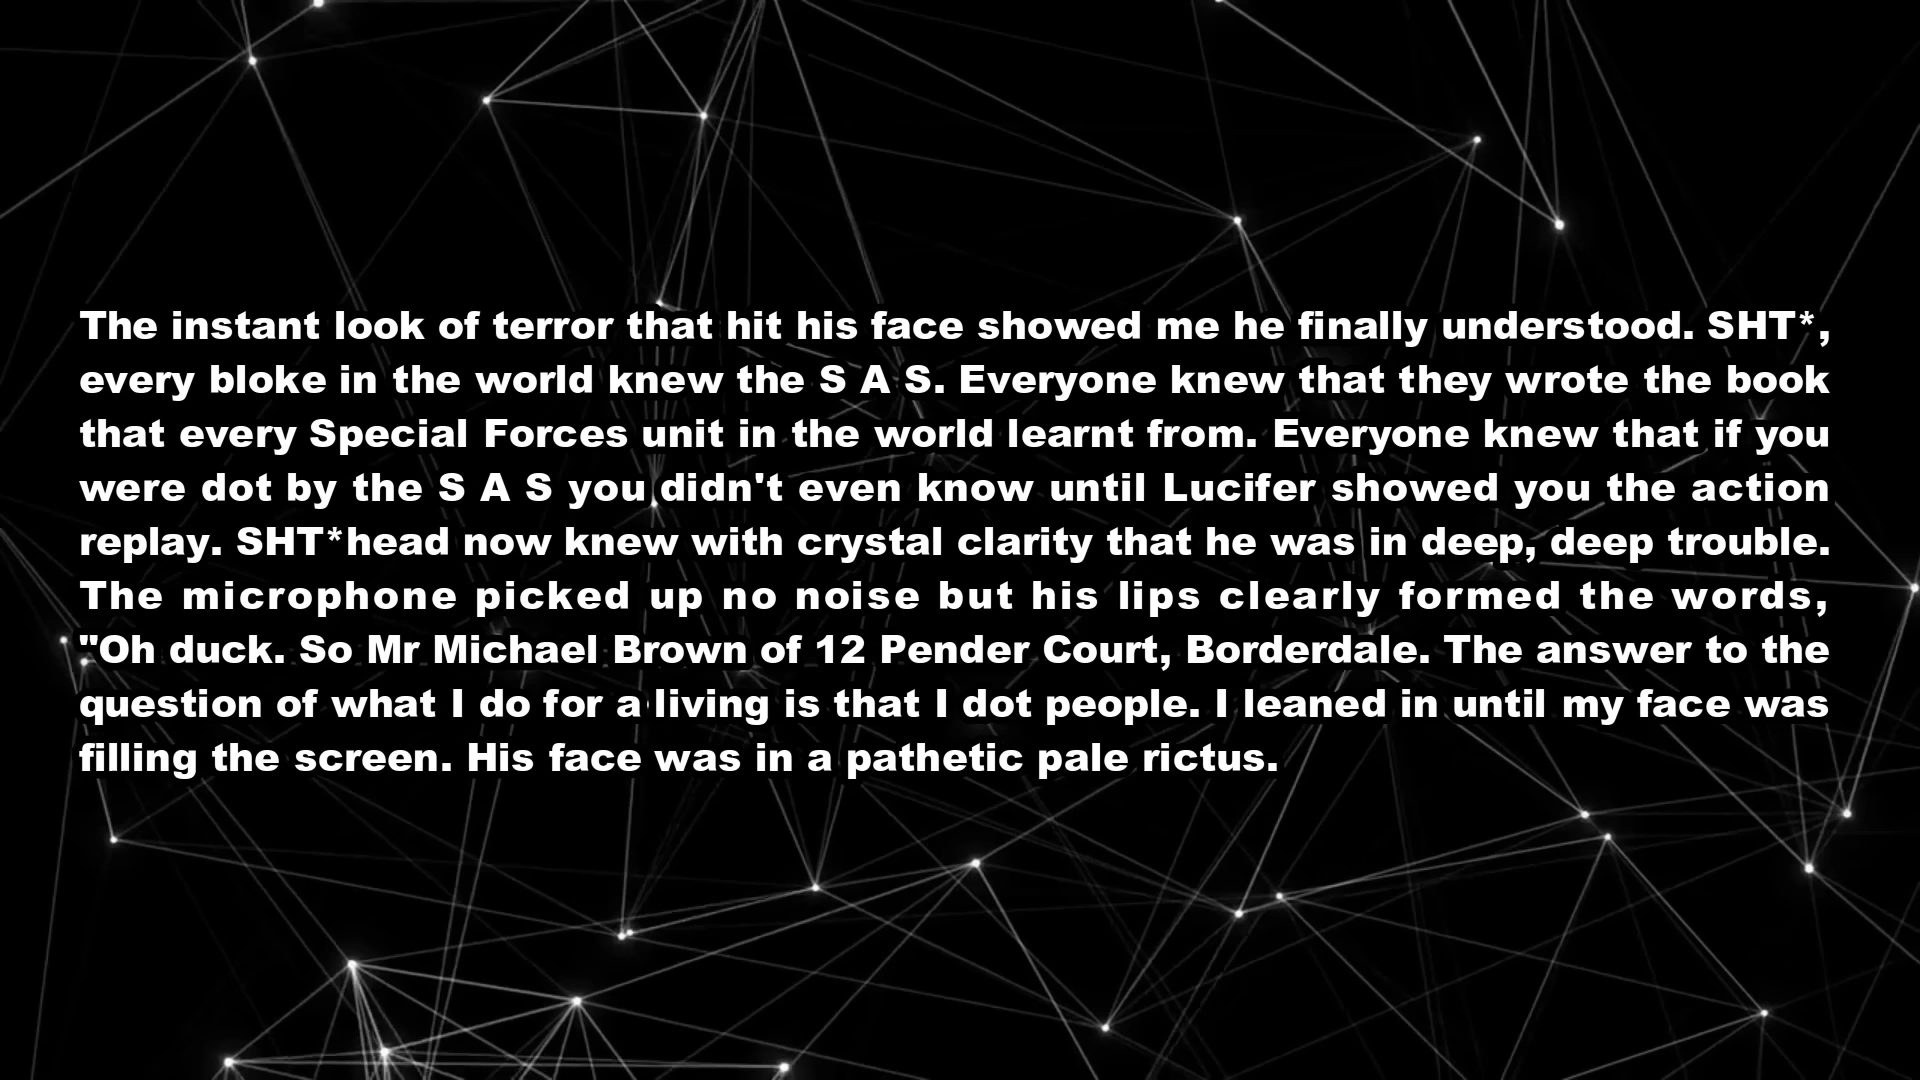 The instant look of terror that hit his face showed me he finally understood. SHT*,
every bloke in the world knew the S A S. Everyone knew that they wrote the book
that every Special Forces unit in the world learnt from. Everyone knew that if you
were dot by the S A S you didn't even know until Lucifer showed you the action
replay. SHT*head now knew with crystal clarity that he was in deep, deep trouble.
The microphone picked up no noise but his lips clearly formed the words,
"Oh duck. So Mr Michael Brown of 12 Pender Court, Borderdale. The answer to the
question of what I do for a living is that I dot people. I leaned in until my face was
filling the screen. His face was in a pathetic pale rictus.